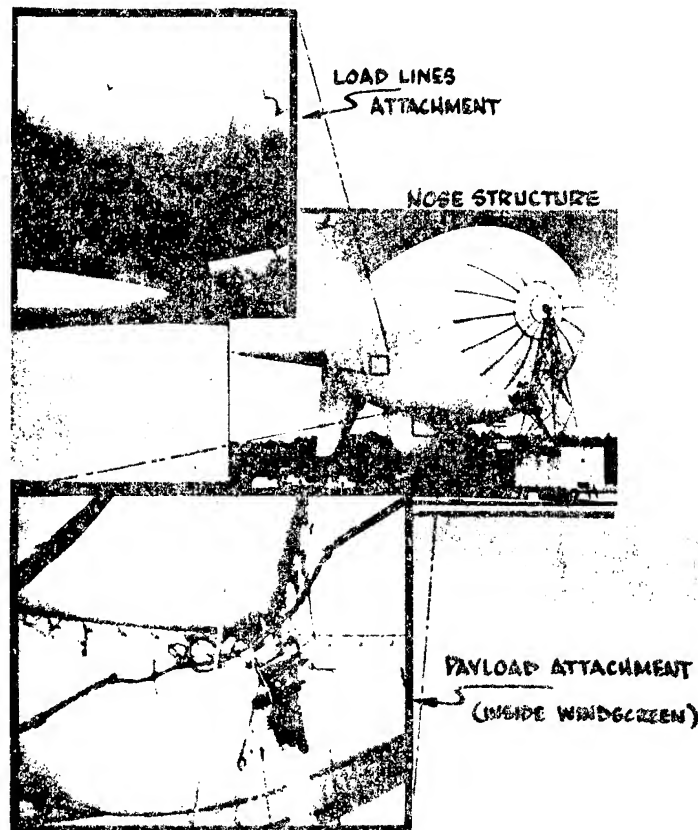 LOAD LINES
ATTACHMENT
NOSE STRUCTURE
PAYLOAD ATTACHMENT
(INSIDE WINDSCREEN)